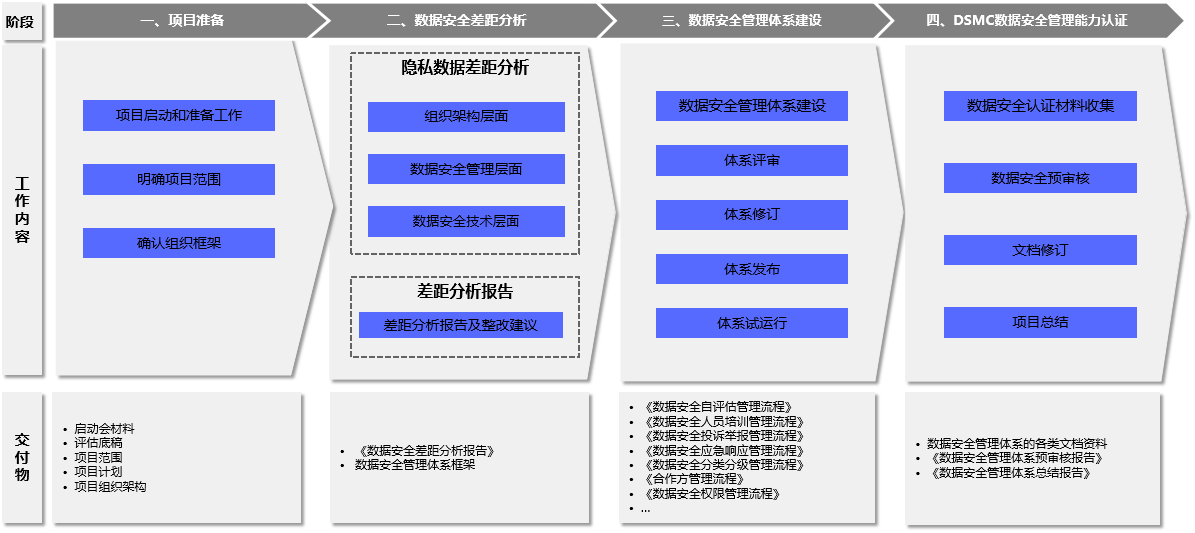 阶段
一、项目准备
二、数据安全差距分析
三、数据安全管理体系建设
四、DSMC数据安全管理能力认证
工作内容
项目启动和准备工作
明确项目范围
确认组织框架
隐私数据差距分析
组织架构层面
数据安全管理层面
数据安全技术层面
差距分析报告
差距分析报告及整改建议
数据安全管理体系建设
体系评审
体系修订
体系发布
体系试运行
数据安全认证材料收集
数据安全预审核
文档修订
项目总结
交付物
• 启动会材料
• 评估底稿
• 项目范围
• 项目计划
• 项目组织架构
• 《数据安全差距分析报告》
• 数据安全管理体系框架
• 《数据安全自评估管理流程》
• 《数据安全人员培训管理流程》
• 《数据安全投诉举报管理流程》
• 《数据安全应急响应管理流程》
• 《数据安全分类分级管理流程》
• 《合作方管理流程》
• 《数据安全权限管理流程》
• ...
• 数据安全管理体系的各类文档资料
• 《数据安全管理体系预审核报告》
• 《数据安全管理体系总结报告》